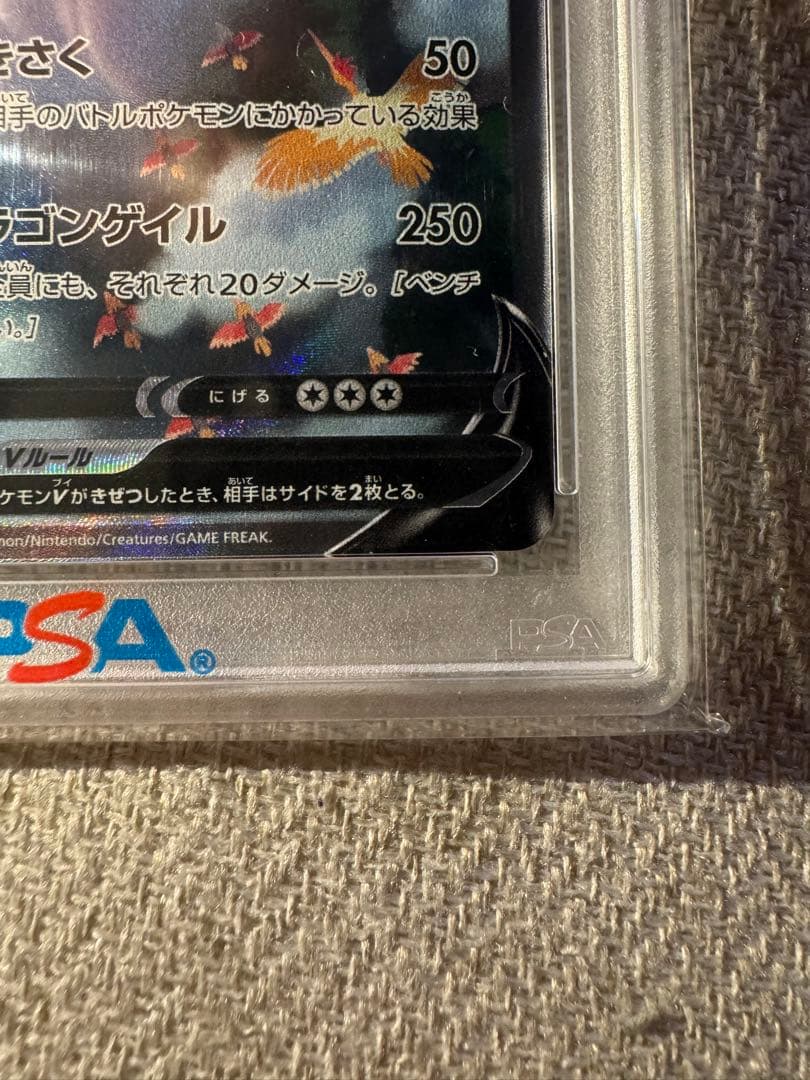 きさく 50
相手のバトルポケモンにかかっている効果
ラゴンゲイル 250
全員にも、それぞれ20ダメージ。[ベンチ
い。]
にげる
Vルール
ケモンVがきぜつしたとき、相手はサイドを2枚とる。
mon/Nintendo/Creatures/GAME FREAK.
PSA®
PSA